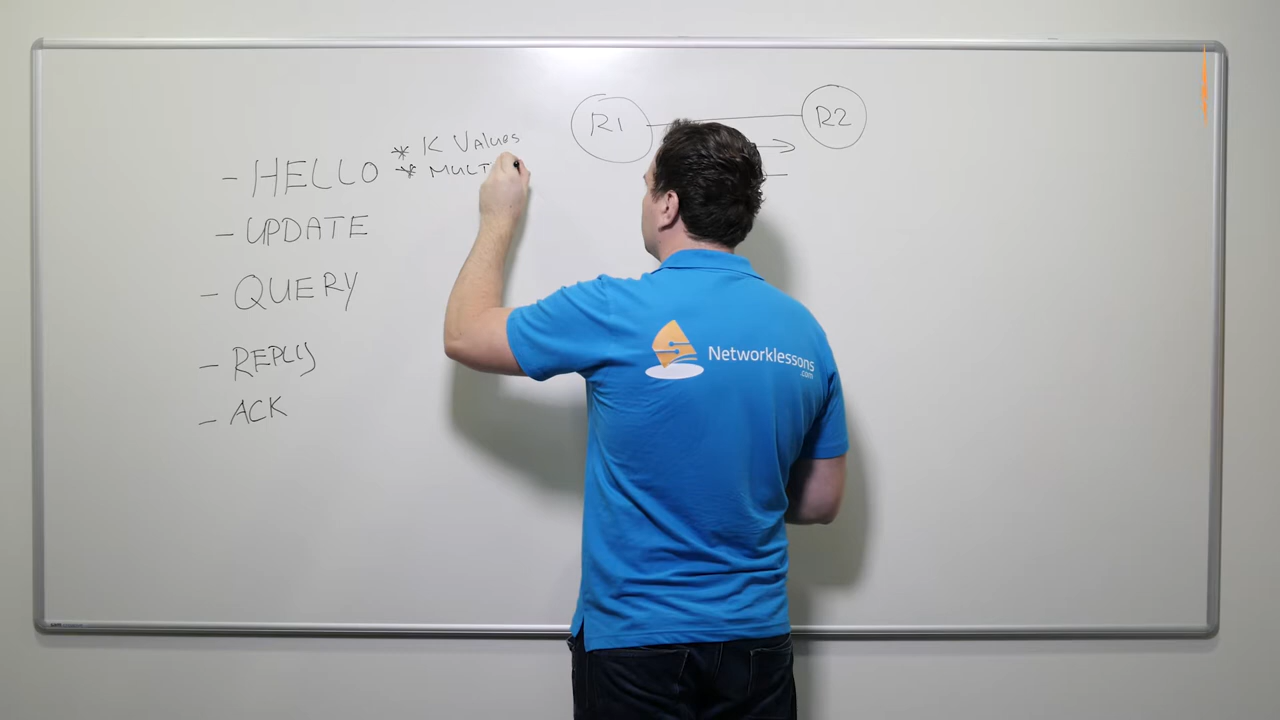 * K Values
- HELLO * MULT
- UPDATE
- QUERY
- REPLY
- ACK
R1
R2
Networklessons
.com